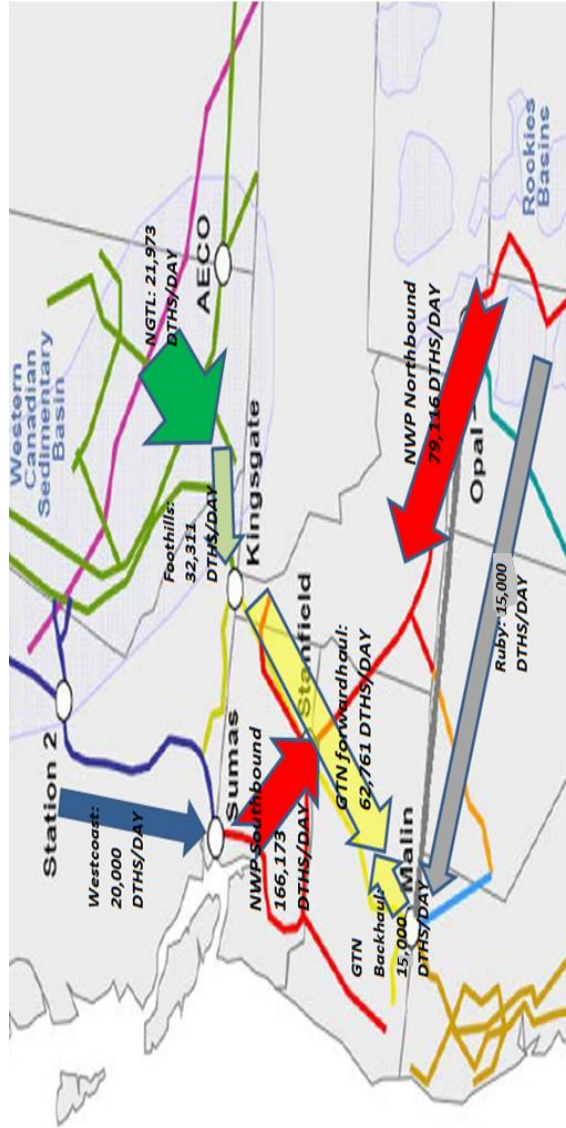 Western
Canadian
Sedimentary
Basin
Station 2
NGTL: 21,973
DTHS/DAY
AECO
Westcoast:
20,000
DTHS/DAY
Foothills:
32,311
DTHS/DAY
Kingsgate
Sumas
NWP Southbound
166,173
DTHS/DAY
Stanfield
GTN forwardhaul:
62,761 DTHS/DAY
GTN
Backhaul:
15,000
DTHS/DAY
Malin
NWP Northbound
79,116 DTHS/DAY
Opal
Ruby: 15,000
DTHS/DAY
Rockies
Basins